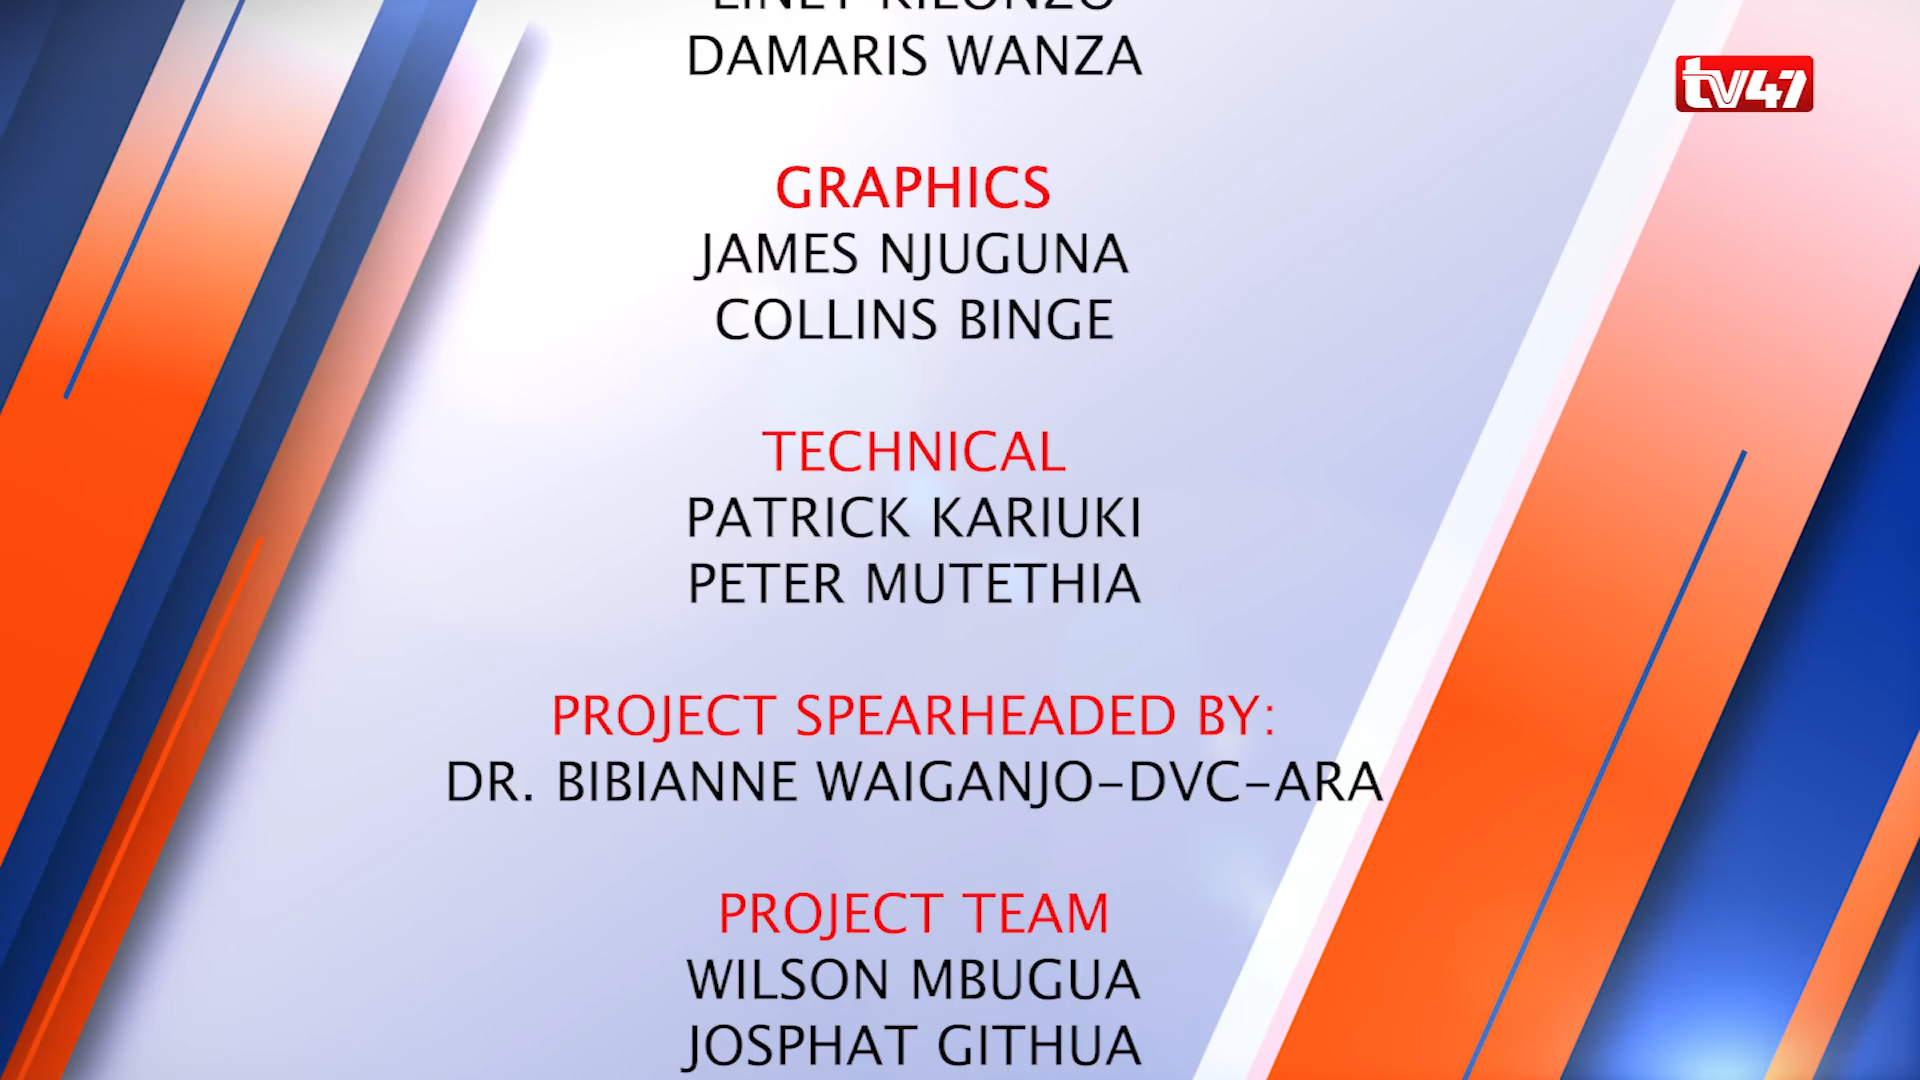 DAMARIS WANZA
tv47
GRAPHICS
JAMES NJUGUNA
COLLINS BINGE
TECHNICAL
PATRICK KARIUKI
PETER MUTETHIA
PROJECT SPEARHEADED BY:
DR. BIBIANNE WAIGANJO-DVC-ARA
PROJECT TEAM
WILSON MBUGUA
JOSPHAT GITHUA